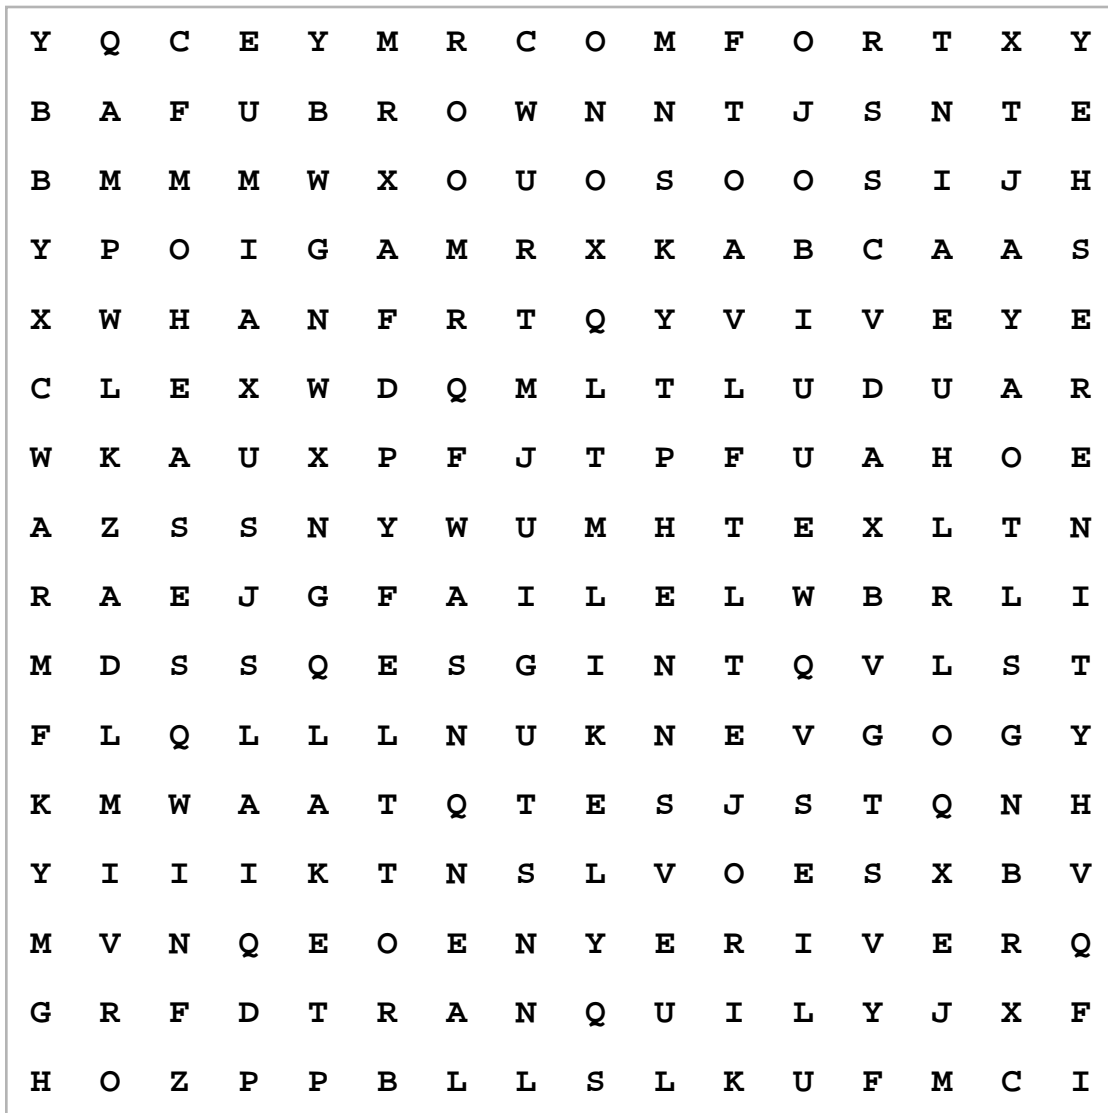 Y Q C E Y M R C O M F O R T X Y
B A F U B R O W N N T J S N T E
B M M M W X O U O S O O S I J H
Y P O I G A M R X K A B C A A S
X W H A N F R T Q Y V I V E Y E
C L E X W D Q M L T L U D U A R
W K A U X P F J T P F U A H O E
A Z S S N Y W U M H T E X L T N
R A E J G F A I L E L W B R L I
M D S S Q E S G I N T Q V L S T
F L Q L L L N U K N E V G O G Y
K M W A A T Q T E S J S T Q N H
Y I I I K T N S L V O E S X B V
M V N Q E O E N Y E R I V E R Q
G R F D T R A N Q U I L Y J X F
H O Z P P B L L S L K U F M C I